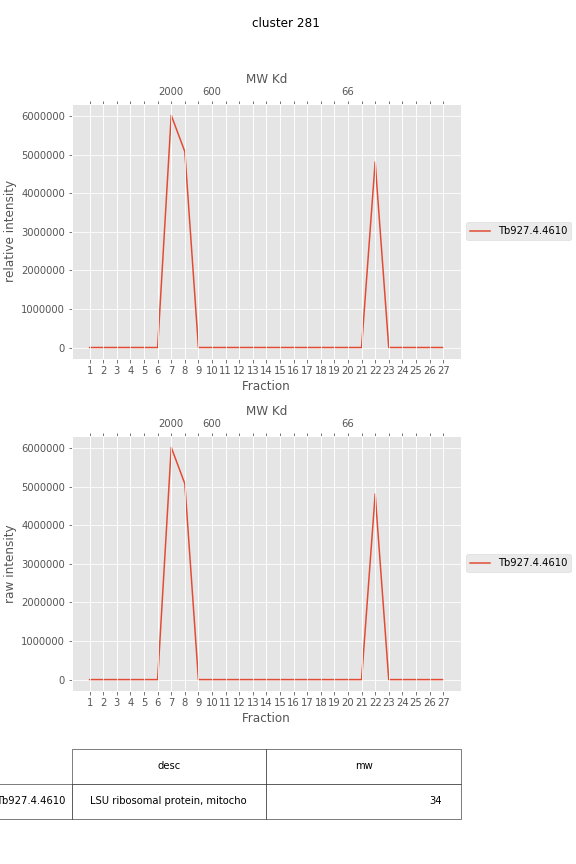 cluster 281
MW Kd
2000 600 66
6000000
5000000
4000000
3000000
2000000
1000000
0
relative intensity
1 2 3 4 5 6 7 8 9 10 11 12 13 14 15 16 17 18 19 20 21 22 23 24 25 26 27
Fraction
Tb927.4.4610
MW Kd
2000 600 66
6000000
5000000
4000000
3000000
2000000
1000000
0
raw intensity
1 2 3 4 5 6 7 8 9 10 11 12 13 14 15 16 17 18 19 20 21 22 23 24 25 26 27
Fraction
Tb927.4.4610
desc mw
Tb927.4.4610 LSU ribosomal protein, mitocho 34